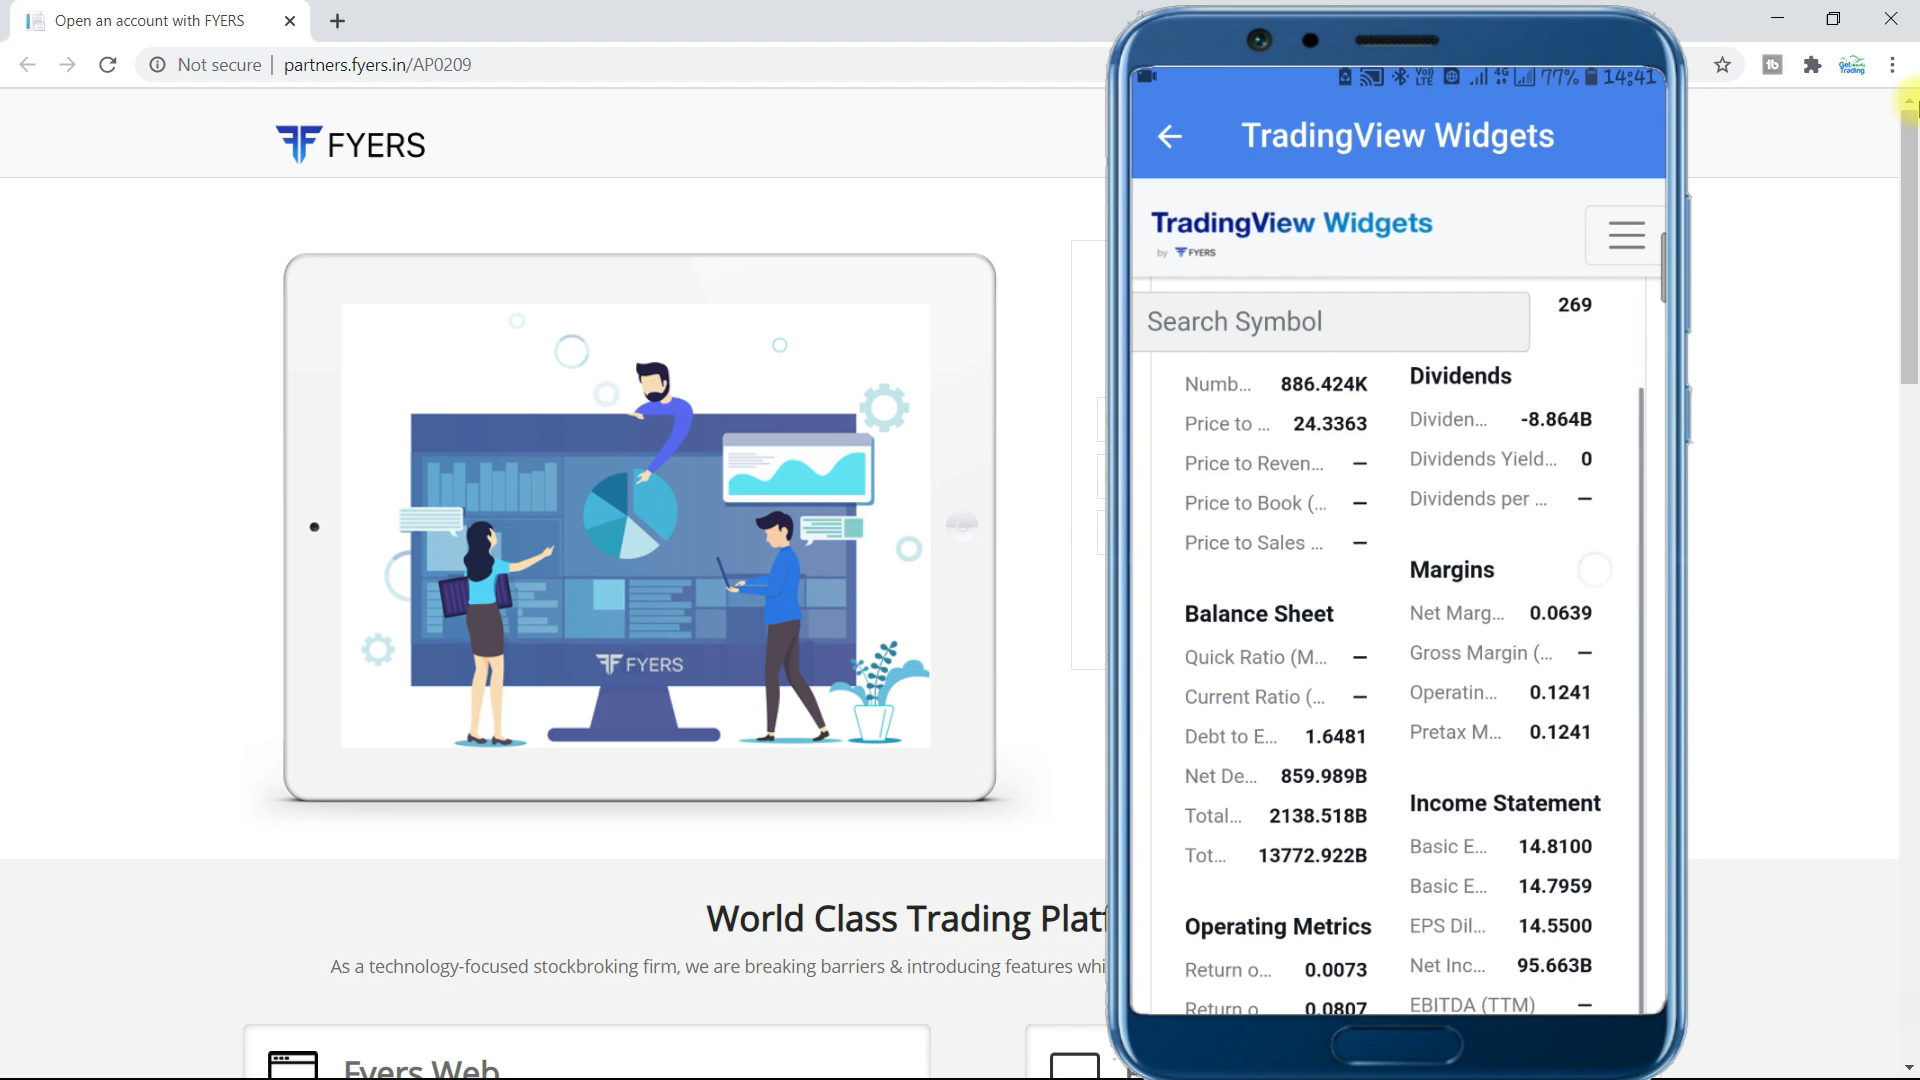 Open an account with FYERS
Not secure
partners.fyers.in/AP0209
FYERS
FYERS
World Class Trading
As a technology-focused stockbroking firm, we are breaking barriers & introducing features
Fyers Web
77% 14:41
TradingView Widgets
TradingView Widgets
by FYERS
Search Symbol
269
Numb... 886.424K
Price to ... 24.3363
Price to Reven... —
Price to Book (... —
Price to Sales ... —
Balance Sheet
Quick Ratio (M... —
Current Ratio (... —
Debt to E... 1.6481
Net De... 859.989B
Total... 2138.518B
Tot... 13772.922B
Operating Metrics
Return o... 0.0073
Return o 0.0807
Dividends
Dividen... -8.864B
Dividends Yield... 0
Dividends per ... —
Margins
Net Marg... 0.0639
Gross Margin (... —
Operatin... 0.1241
Pretax M... 0.1241
Income Statement
Basic E... 14.8100
Basic E... 14.7959
EPS Dil... 14.5500
Net Inc... 95.663B
EBITDA (TTM) —